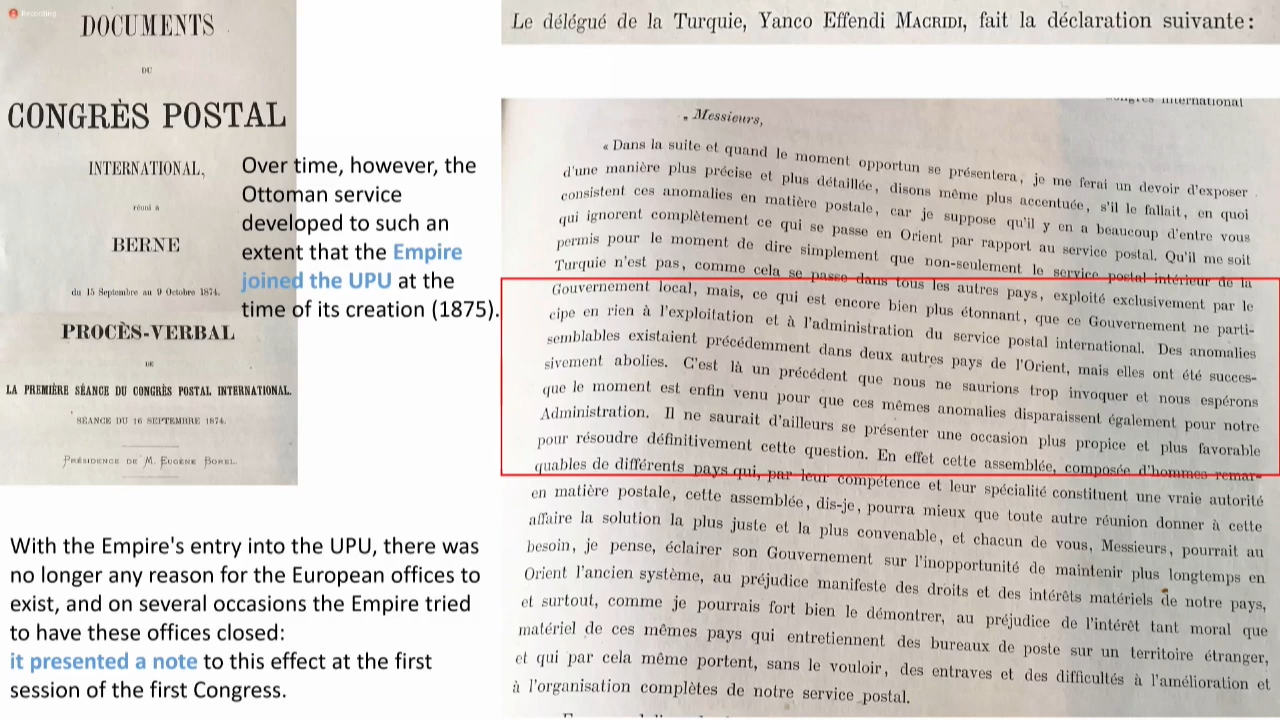 Recording
DOCUMENTS
DU
CONGRÈS POSTAL
INTERNATIONAL,
réuni à
BERNE
du 15 Septembre au 9 Octobre 1874.
PROCÈS-VERBAL
DE
LA PREMIÈRE SÉANCE DU CONGRÈS POSTAL INTERNATIONAL.
SÉANCE DU 16 SEPTEMBRE 1874.
PRÉSIDENCE DE M. EUGÈNE BOREL.
Over time, however, the
Ottoman service
developed to such an
extent that the Empire
joined the UPU at the
time of its creation (1875).
With the Empire's entry into the UPU, there was
no longer any reason for the European offices to
exist, and on several occasions the Empire tried
to have these offices closed:
it presented a note to this effect at the first
session of the first Congress.
Le délégué de la Turquie, Yanco Effendi MACRIDI, fait la déclaration suivante:
international
„ Messieurs,
« Dans la suite et quand le moment opportun se présentera, je me ferai un devoir d'exposer
d'une manière plus précise et plus détaillée, disons même plus accentuée, s'il le fallait, en quoi
consistent ces anomalies en matière postale, car je suppose qu'il y en a beaucoup d'entre vous
qui ignorent complètement ce qui se passe en Orient par rapport au service postal. Qu'il me soit
permis pour le moment de dire simplement que non-seulement le service postal intérieur de la
Turquie n'est pas, comme cela se passe dans tous les autres pays, exploité exclusivement par le
Gouvernement local, mais, ce qui est encore bien plus étonnant, que ce Gouvernement ne parti-
cipe en rien à l'exploitation et à l'administration du service postal international. Des anomalies
semblables existaient précédemment dans deux autres pays de l'Orient, mais elles ont été succes-
sivement abolies. C'est là un précédent que nous ne saurions trop invoquer et nous espérons
que le moment est enfin venu pour que ces mêmes anomalies disparaissent également pour notre
Administration. Il ne saurait d'ailleurs se présenter une occasion plus propice et plus favorable
pour résoudre définitivement cette question. En effet cette assemblée, composée d'hommes remar-
quables de différents pays qui, par leur compétence et leur spécialité constituent une vraie autorité
en matière postale, cette assemblée, dis-je, pourra mieux que toute autre réunion donner à cette
affaire la solution la plus juste et la plus convenable, et chacun de vous, Messieurs, pourrait au
besoin, je pense, éclairer son Gouvernement sur l'inopportunité de maintenir plus longtemps en
Orient l'ancien système, au préjudice manifeste des droits et des intérêts matériels de notre pays,
et surtout, comme je pourrais fort bien le démontrer, au préjudice de l'intérêt tant moral que
matériel de ces mêmes pays qui entretiennent des bureaux de poste sur un territoire étranger,
et qui par cela même portent, sans le vouloir, des entraves et des difficultés à l'amélioration et
à l'organisation complètes de notre service postal.